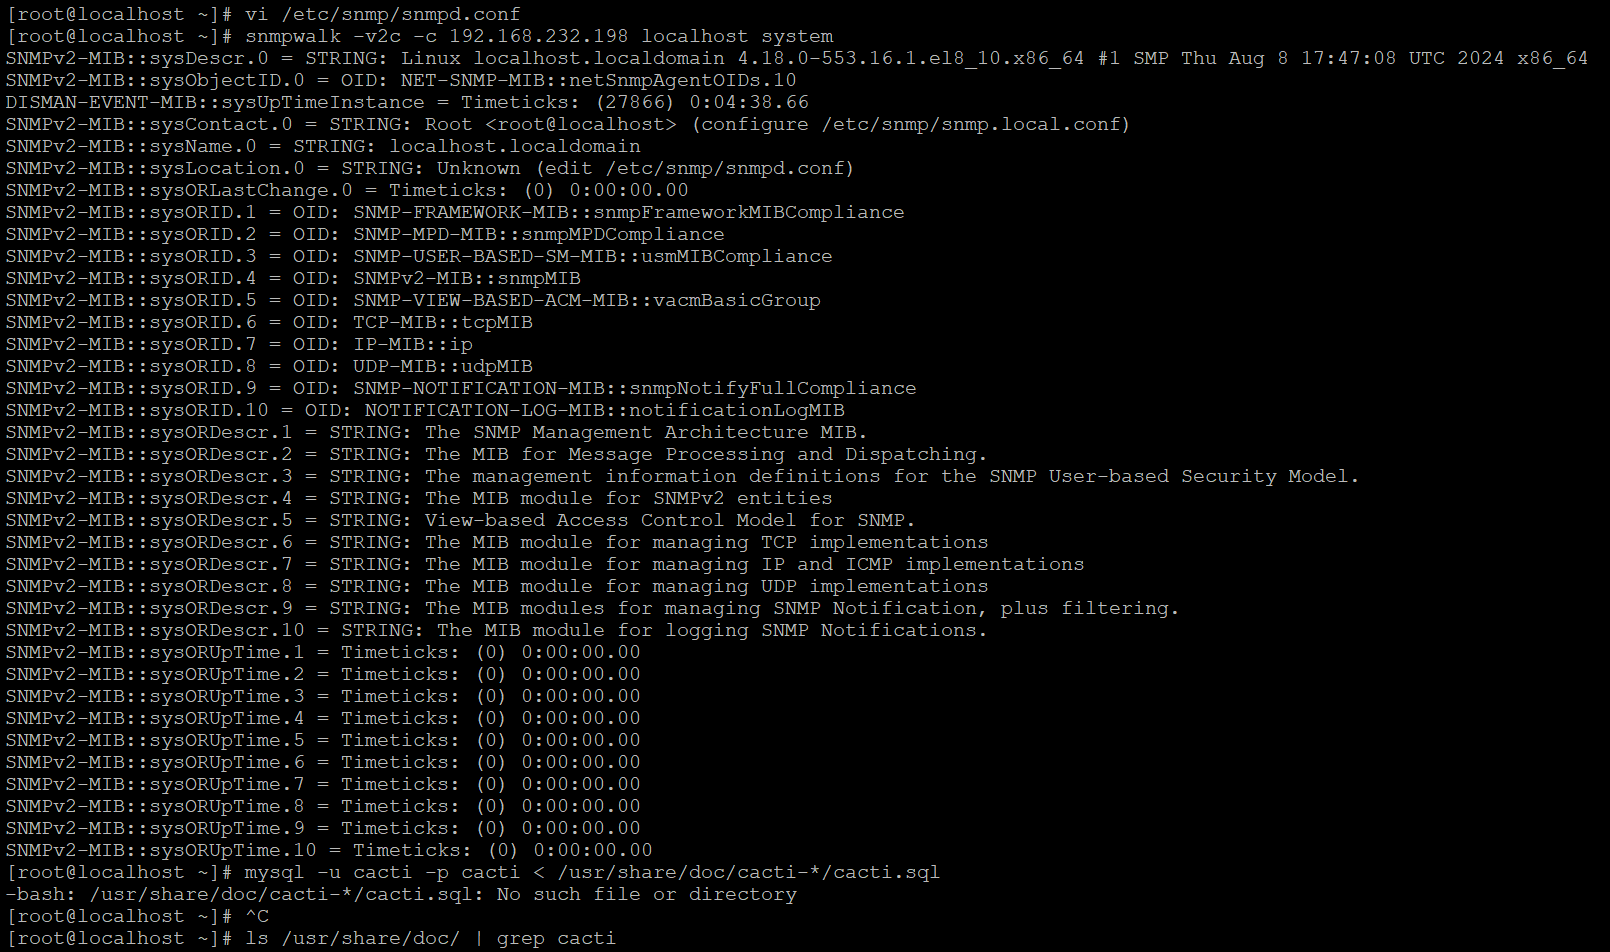 [root@localhost ~]# vi /etc/snmp/snmpd.conf
[root@localhost ~]# snmpwalk -v2c -c 192.168.232.198 localhost system
SNMPv2-MIB::sysDescr.0 = STRING: Linux localhost.localdomain 4.18.0-553.16.1.el8_10.x86_64 #1 SMP Thu Aug 8 17:47:08 UTC 2024 x86_64
SNMPv2-MIB::sysObjectID.0 = OID: NET-SNMP-MIB::netSnmpAgentOIDs.10
DISMAN-EVENT-MIB::sysUpTimeInstance = Timeticks: (27866) 0:04:38.66
SNMPv2-MIB::sysContact.0 = STRING: Root <root@localhost> (configure /etc/snmp/snmp.local.conf)
SNMPv2-MIB::sysName.0 = STRING: localhost.localdomain
SNMPv2-MIB::sysLocation.0 = STRING: Unknown (edit /etc/snmp/snmpd.conf)
SNMPv2-MIB::sysORLastChange.0 = Timeticks: (0) 0:00:00.00
SNMPv2-MIB::sysORID.1 = OID: SNMP-FRAMEWORK-MIB::snmpFrameworkMIBCompliance
SNMPv2-MIB::sysORID.2 = OID: SNMP-MPD-MIB::snmpMPDCompliance
SNMPv2-MIB::sysORID.3 = OID: SNMP-USER-BASED-SM-MIB::usmMIBCompliance
SNMPv2-MIB::sysORID.4 = OID: SNMPv2-MIB::snmpMIB
SNMPv2-MIB::sysORID.5 = OID: SNMP-VIEW-BASED-ACM-MIB::vacmBasicGroup
SNMPv2-MIB::sysORID.6 = OID: TCP-MIB::tcpMIB
SNMPv2-MIB::sysORID.7 = OID: IP-MIB::ip
SNMPv2-MIB::sysORID.8 = OID: UDP-MIB::udpMIB
SNMPv2-MIB::sysORID.9 = OID: SNMP-NOTIFICATION-MIB::snmpNotifyFullCompliance
SNMPv2-MIB::sysORID.10 = OID: NOTIFICATION-LOG-MIB::notificationLogMIB
SNMPv2-MIB::sysORDescr.1 = STRING: The SNMP Management Architecture MIB.
SNMPv2-MIB::sysORDescr.2 = STRING: The MIB for Message Processing and Dispatching.
SNMPv2-MIB::sysORDescr.3 = STRING: The management information definitions for the SNMP User-based Security Model.
SNMPv2-MIB::sysORDescr.4 = STRING: The MIB module for SNMPv2 entities
SNMPv2-MIB::sysORDescr.5 = STRING: View-based Access Control Model for SNMP.
SNMPv2-MIB::sysORDescr.6 = STRING: The MIB module for managing TCP implementations
SNMPv2-MIB::sysORDescr.7 = STRING: The MIB module for managing IP and ICMP implementations
SNMPv2-MIB::sysORDescr.8 = STRING: The MIB module for managing UDP implementations
SNMPv2-MIB::sysORDescr.9 = STRING: The MIB modules for managing SNMP Notification, plus filtering.
SNMPv2-MIB::sysORDescr.10 = STRING: The MIB module for logging SNMP Notifications.
SNMPv2-MIB::sysORUpTime.1 = Timeticks: (0) 0:00:00.00
SNMPv2-MIB::sysORUpTime.2 = Timeticks: (0) 0:00:00.00
SNMPv2-MIB::sysORUpTime.3 = Timeticks: (0) 0:00:00.00
SNMPv2-MIB::sysORUpTime.4 = Timeticks: (0) 0:00:00.00
SNMPv2-MIB::sysORUpTime.5 = Timeticks: (0) 0:00:00.00
SNMPv2-MIB::sysORUpTime.6 = Timeticks: (0) 0:00:00.00
SNMPv2-MIB::sysORUpTime.7 = Timeticks: (0) 0:00:00.00
SNMPv2-MIB::sysORUpTime.8 = Timeticks: (0) 0:00:00.00
SNMPv2-MIB::sysORUpTime.9 = Timeticks: (0) 0:00:00.00
SNMPv2-MIB::sysORUpTime.10 = Timeticks: (0) 0:00:00.00
[root@localhost ~]# mysql -u cacti -p cacti < /usr/share/doc/cacti-*/cacti.sql
-bash: /usr/share/doc/cacti-*/cacti.sql: No such file or directory
[root@localhost ~]# ^C
[root@localhost ~]# ls /usr/share/doc/ | grep cacti